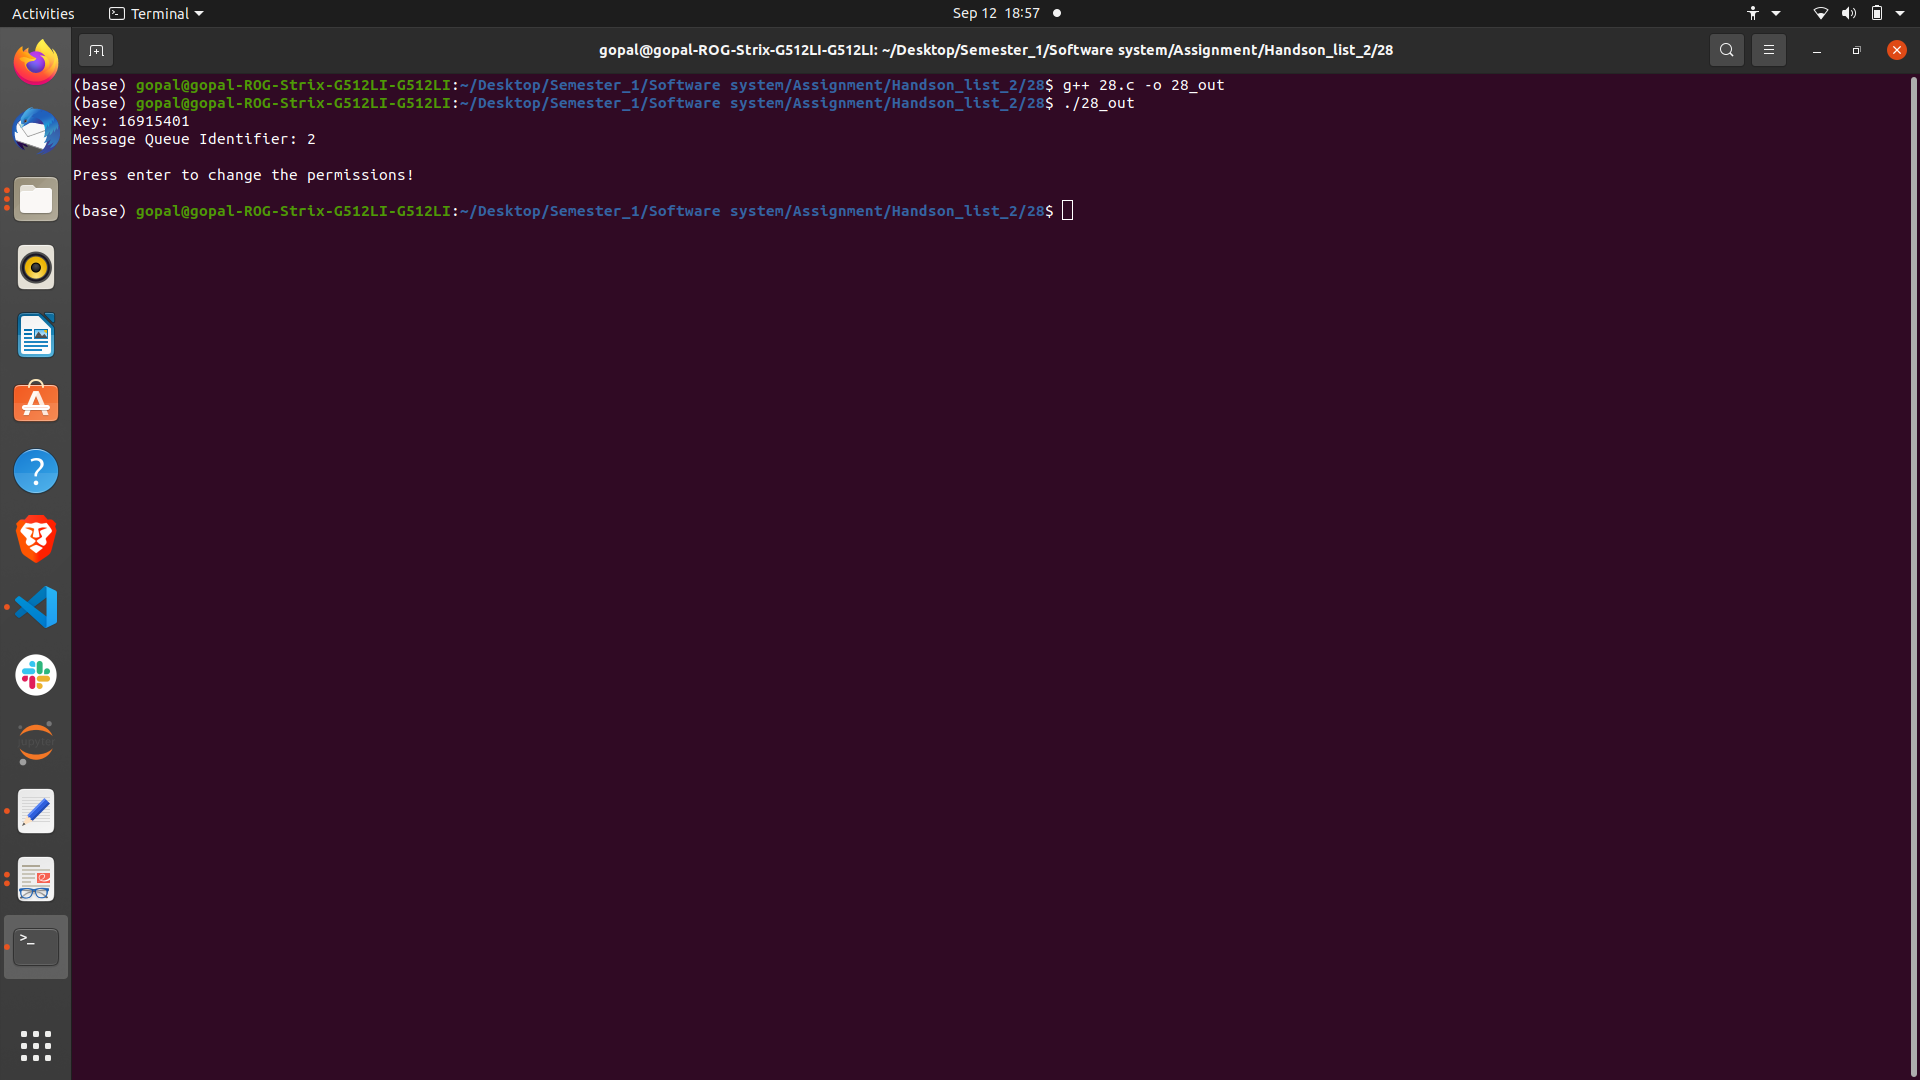 Activities
Terminal
Sep 12 18:57
gopal@gopal-ROG-Strix-G512LI-G512LI: ~/Desktop/Semester_1/Software system/Assignment/Handson_list_2/28
(base) gopal@gopal-ROG-Strix-G512LI-G512LI:~/Desktop/Semester_1/Software system/Assignment/Handson_list_2/28$ g++ 28.c -o 28_out
(base) gopal@gopal-ROG-Strix-G512LI-G512LI:~/Desktop/Semester_1/Software system/Assignment/Handson_list_2/28$ ./28_out
Key: 16915401
Message Queue Identifier: 2
Press enter to change the permissions!
(base) gopal@gopal-ROG-Strix-G512LI-G512LI:~/Desktop/Semester_1/Software system/Assignment/Handson_list_2/28$